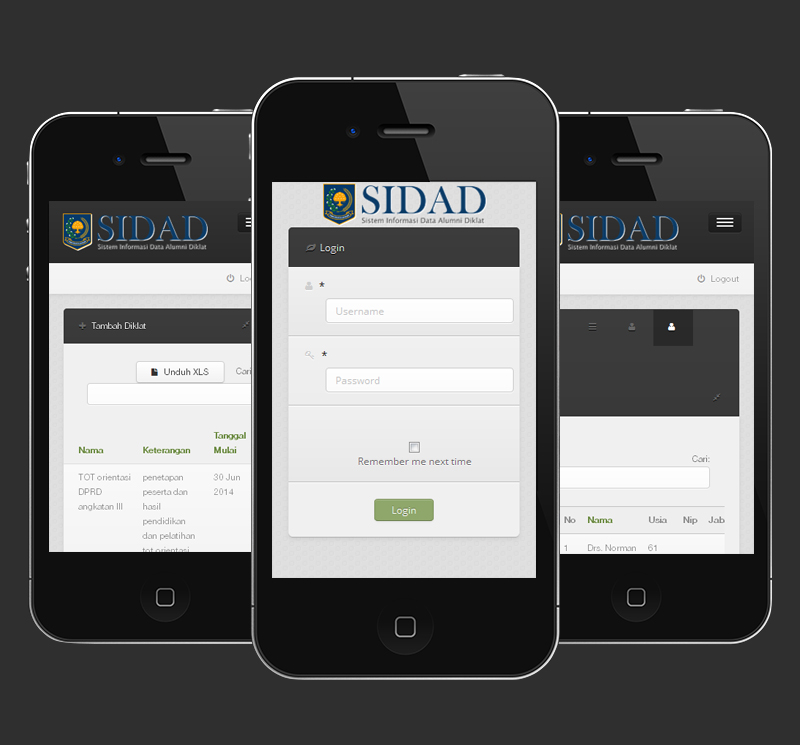 SIDAD
Sistem Informasi Data Alumni Diklat
Tambah Diklat
Unduh XLS
Cari
Nama Keterangan Tanggal Mulai
TOT orientasi DPRD angkatan III
penetapan peserta dan hasil pendidikan dan pelatihan tot orientasi
30 Jun 2014
SIDAD
Sistem Informasi Data Alumni Diklat
Login
*
Username
*
Password
Remember me next time
Login
SIDAD
Sistem Informasi Data Alumni Diklat
Logout
Cari:
No Nama Usia Nip Jab
1 Drs. Norman 61